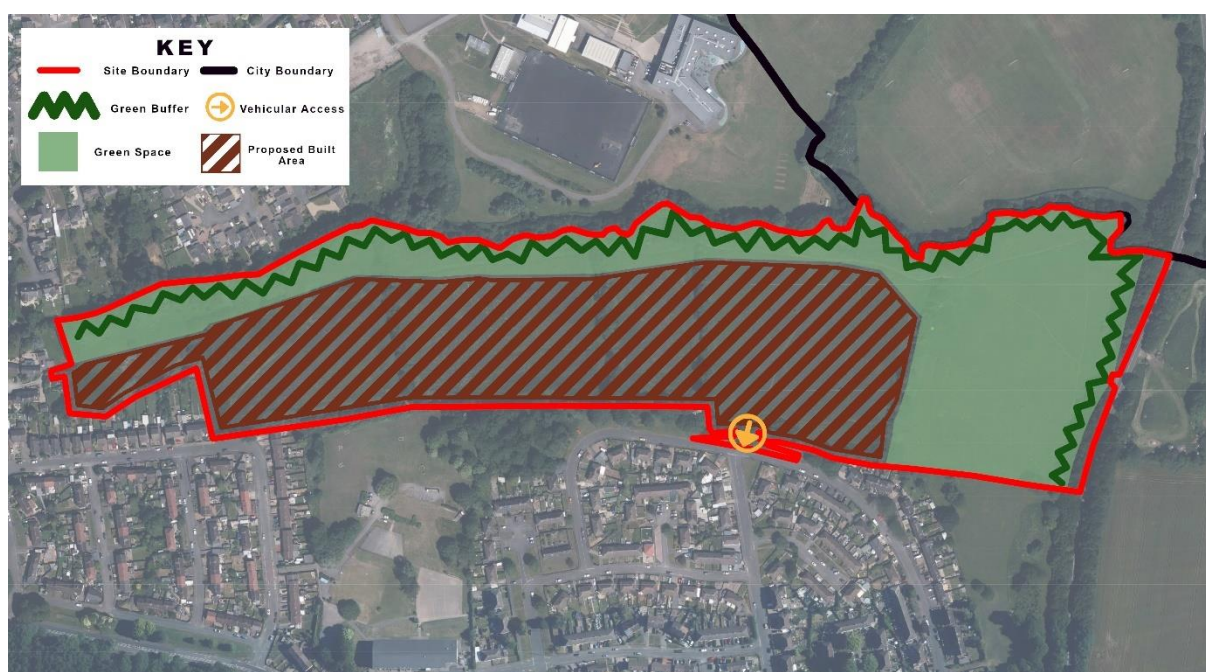 KEY
Site Boundary
City Boundary
Green Buffer
Vehicular Access
Green Space
Proposed Built
Area